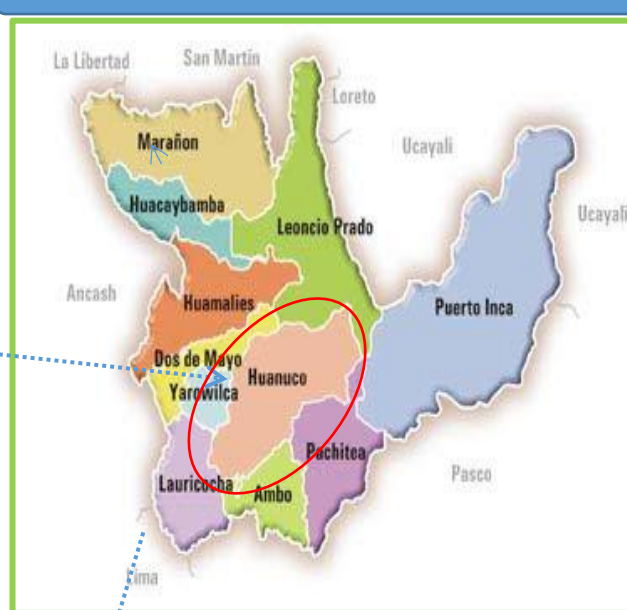 La Libertad
San Martin
Loreto
Marañon
Ucayali
Huacaybamba
Ucayali
Leoncio Prado
Ancash
Huamalies
Puerto Inca
Dos de Mayo
Huanuco
Yarowilca
Pachitea
Pasco
Lauricocha
Ambo
Lima